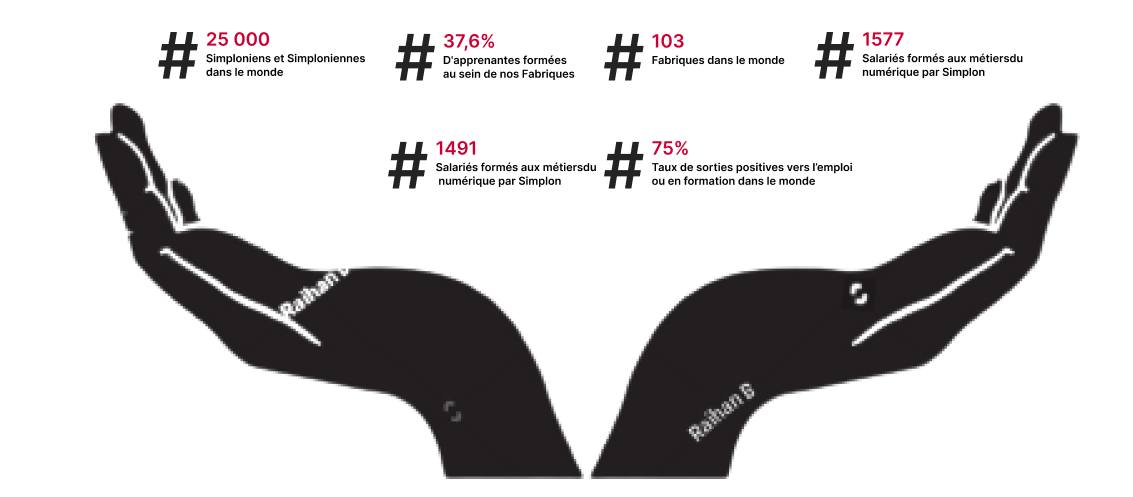 # 25 000
Simploniens et Simploniennes
dans le monde
# 37,6%
D'apprenantes formées
au sein de nos Fabriques
# 103
Fabriques dans le monde
# 1577
Salariés formés aux métiersdu
numérique par Simplon
# 1491
Salariés formés aux métiersdu
numérique par Simplon
# 75%
Taux de sorties positives vers l'emploi
ou en formation dans le monde
Raihan B
Raihan B